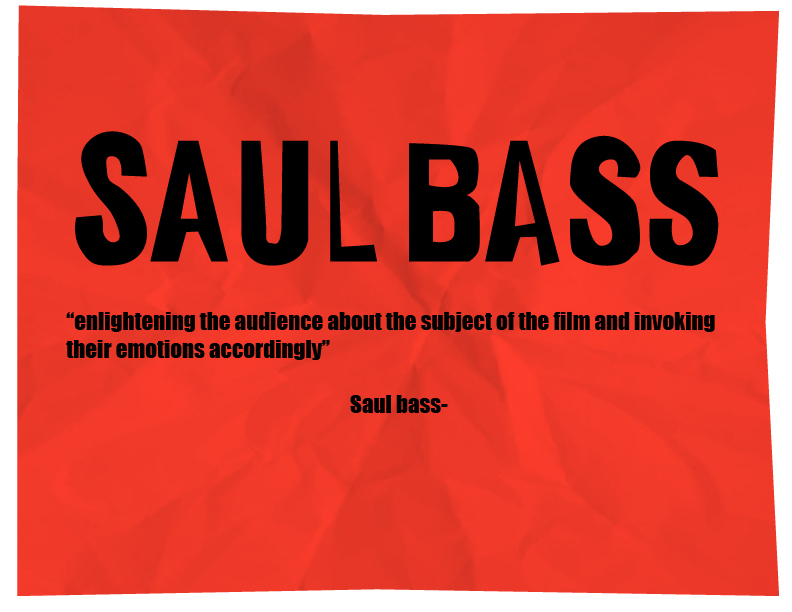 SAUL BASS
“enlightening the audience about the subject of the film and invoking
their emotions accordingly”
Saul bass-